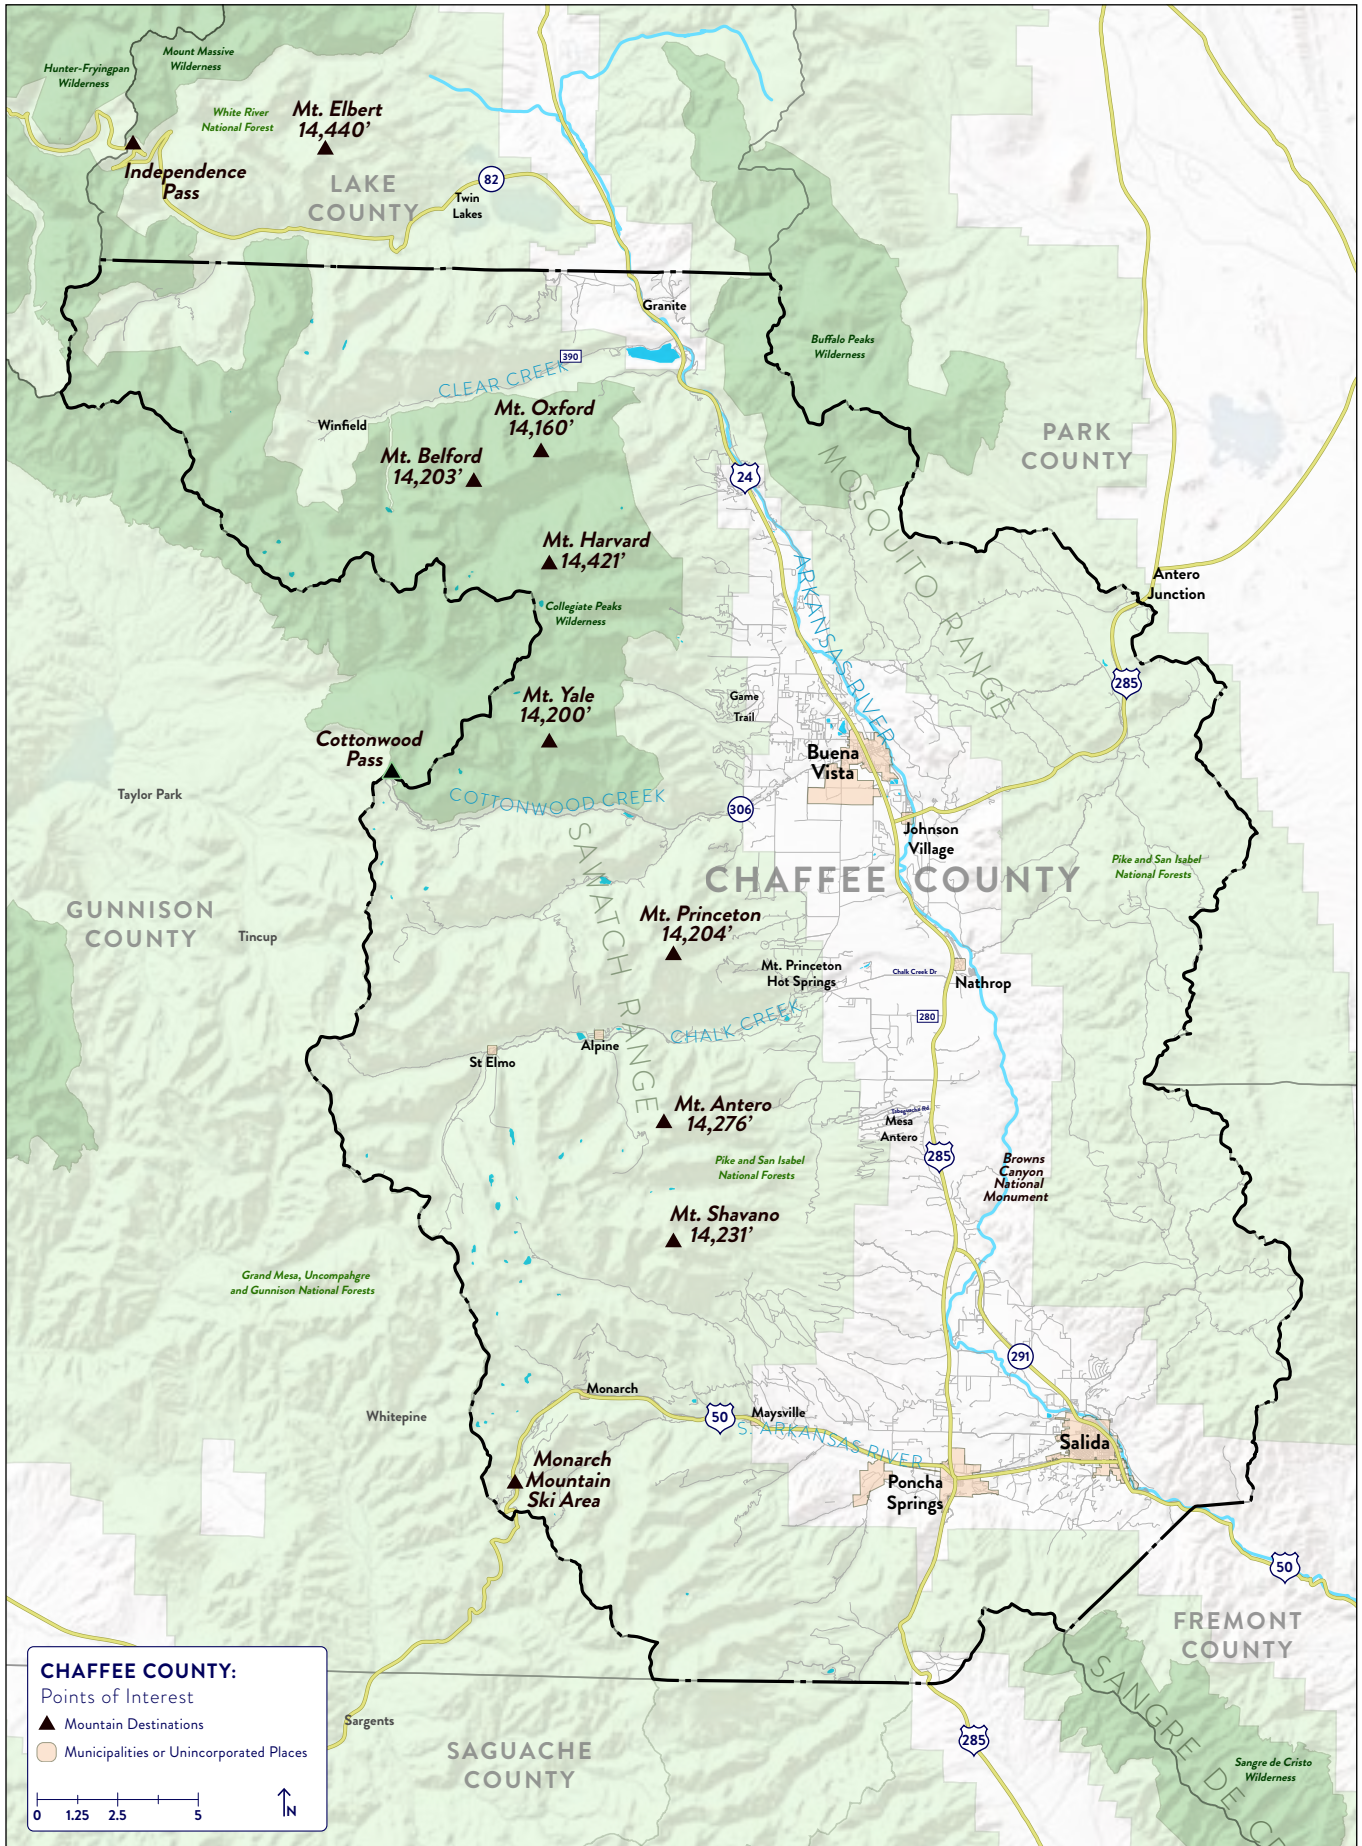 Mount Massive
Wilderness
Hunter-Fryingpan
Wilderness
White River
National Forest
Mt. Elbert
14,440’
Independence
Pass
LAKE
COUNTY
82
Twin
Lakes
Granite
390
CLEAR CREEK
Buffalo Peaks
Wilderness
Winfield
Mt. Oxford
14,160’
Mt. Belford
14,203’
PARK
COUNTY
24
MOSQUITO RANGE
Mt. Harvard
14,421’
ARKANSAS RIVER
Antero
Junction
Collegiate Peaks
Wilderness
285
Game
Trail
Mt. Yale
14,200’
Cottonwood
Pass
Buena
Vista
Taylor Park
COTTONWOOD CREEK
306
Johnson
Village
SAWATCH RANGE
Pike and San Isabel
National Forests
CHAFFEE COUNTY
GUNNISON
COUNTY
Tincup
Mt. Princeton
14,204’
Mt. Princeton
Hot Springs
Chalk Creek Dr
Nathrop
280
CHALK CREEK
Alpine
St Elmo
Mt. Antero
14,276’
Tabeguache Rd
Mesa
Antero
285
Browns
Canyon
National
Monument
Pike and San Isabel
National Forests
Mt. Shavano
14,231’
Grand Mesa, Uncompahgre
and Gunnison National Forests
291
Monarch
Whitepine
50
Maysville
S. ARKANSAS RIVER
Salida
Monarch
Mountain
Ski Area
Poncha
Springs
50
FREMONT
COUNTY
CHAFFEE COUNTY:
Points of Interest
Mountain Destinations
Municipalities or Unincorporated Places
0 1.25 2.5 5
N
Sargents
SAGUACHE
COUNTY
285
SANGRE DE C
Sangre de Cristo
Wilderness